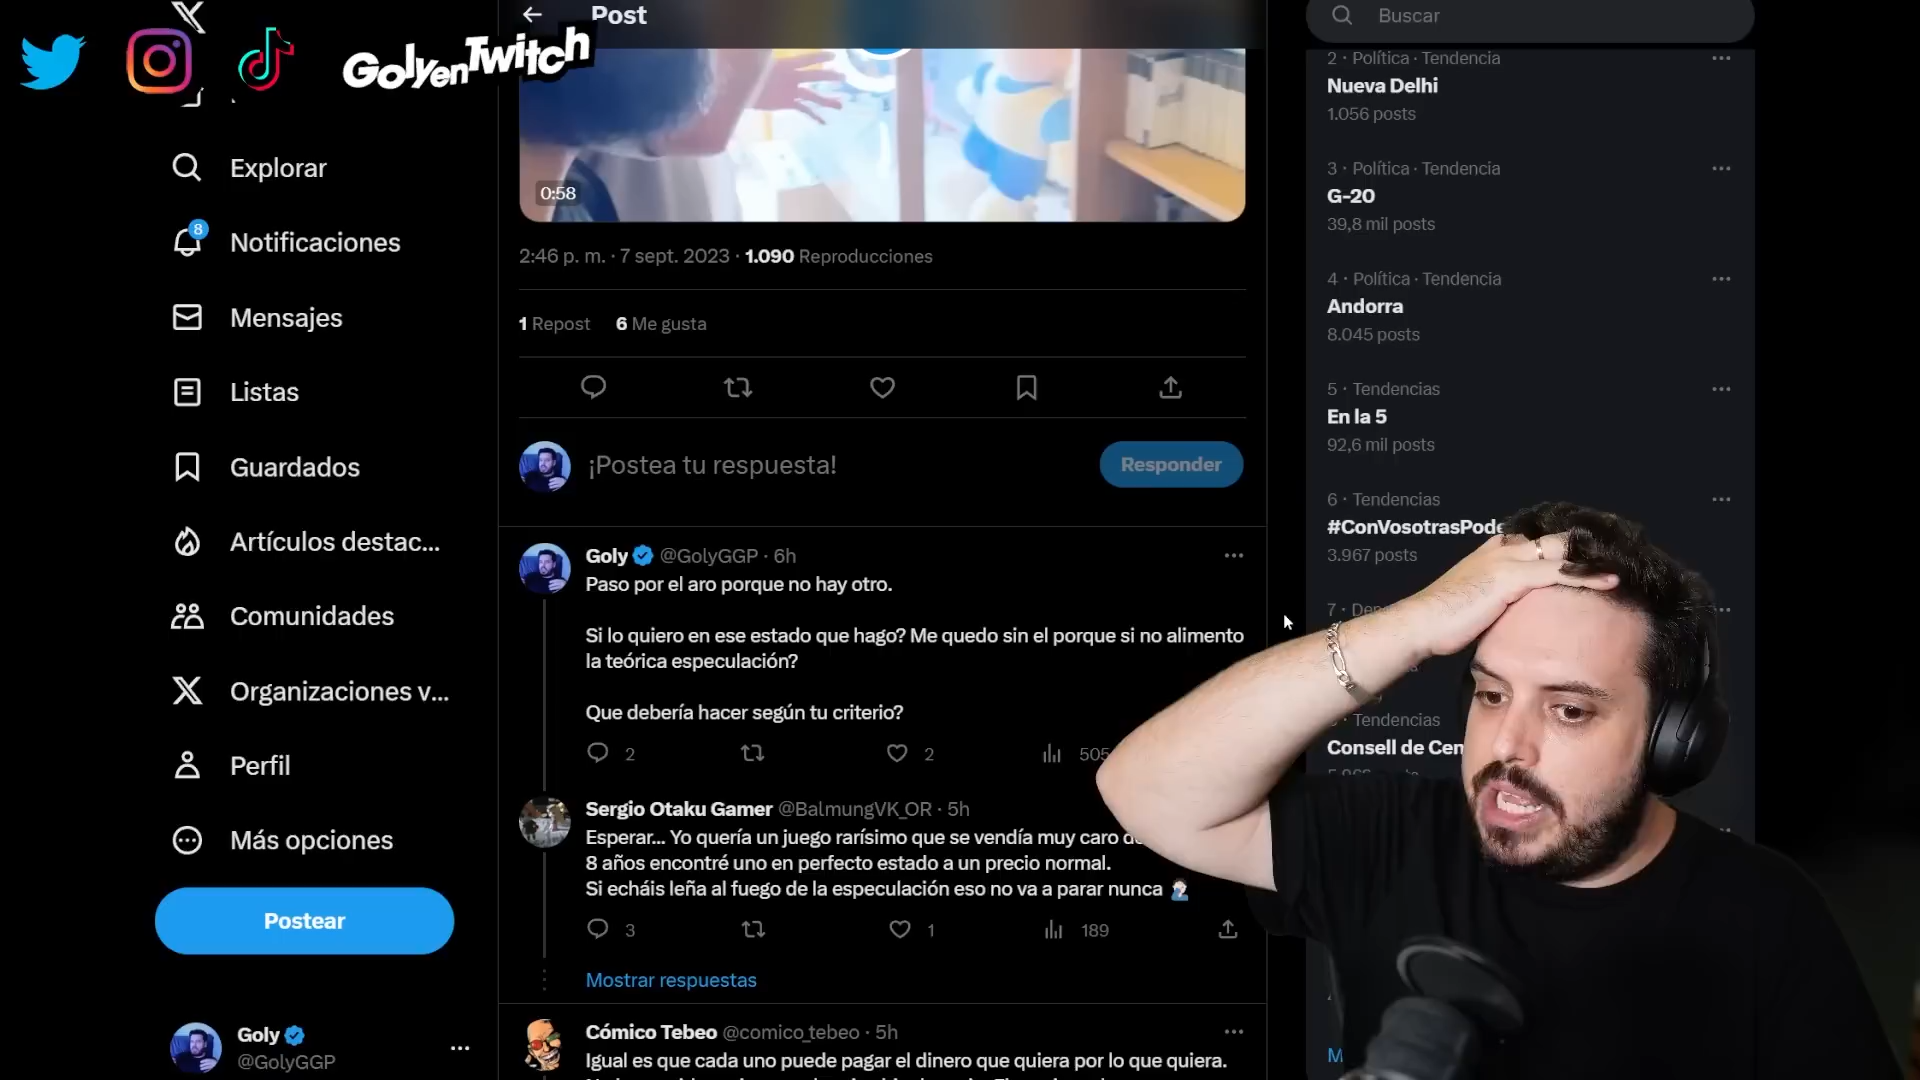 GolyenTwitch
Post
Buscar
Explorar
8
Notificaciones
Mensajes
Listas
Guardados
Artículos destac...
Comunidades
Organizaciones v...
Perfil
Más opciones
Postear
Goly
@GolyGGP
0:58
2:46 p. m. · 7 sept. 2023 · 1.090 Reproducciones
1 Repost 6 Me gusta
¡Postea tu respuesta!
Responder
Goly @GolyGGP · 6h
Paso por el aro porque no hay otro.
Si lo quiero en ese estado que hago? Me quedo sin el porque si no alimento
la teórica especulación?
Que debería hacer según tu criterio?
2 2 505
Sergio Otaku Gamer @BalmungVK_OR · 5h
Esperar... Yo quería un juego rarísimo que se vendía muy caro
8 años encontré uno en perfecto estado a un precio normal.
Si echáis leña al fuego de la especulación eso no va a parar nunca
3 1 189
Mostrar respuestas
Cómico Tebeo @comico_tebeo · 5h
Igual es que cada uno puede pagar el dinero que quiera por lo que quiera.
2 · Política · Tendencia
Nueva Delhi
1.056 posts
3 · Política · Tendencia
G-20
39,8 mil posts
4 · Política · Tendencia
Andorra
8.045 posts
5 · Tendencias
En la 5
92,6 mil posts
6 · Tendencias
#ConVosotrasPode
3.967 posts
7 · Dep
· Tendencias
Consell de Cen
M